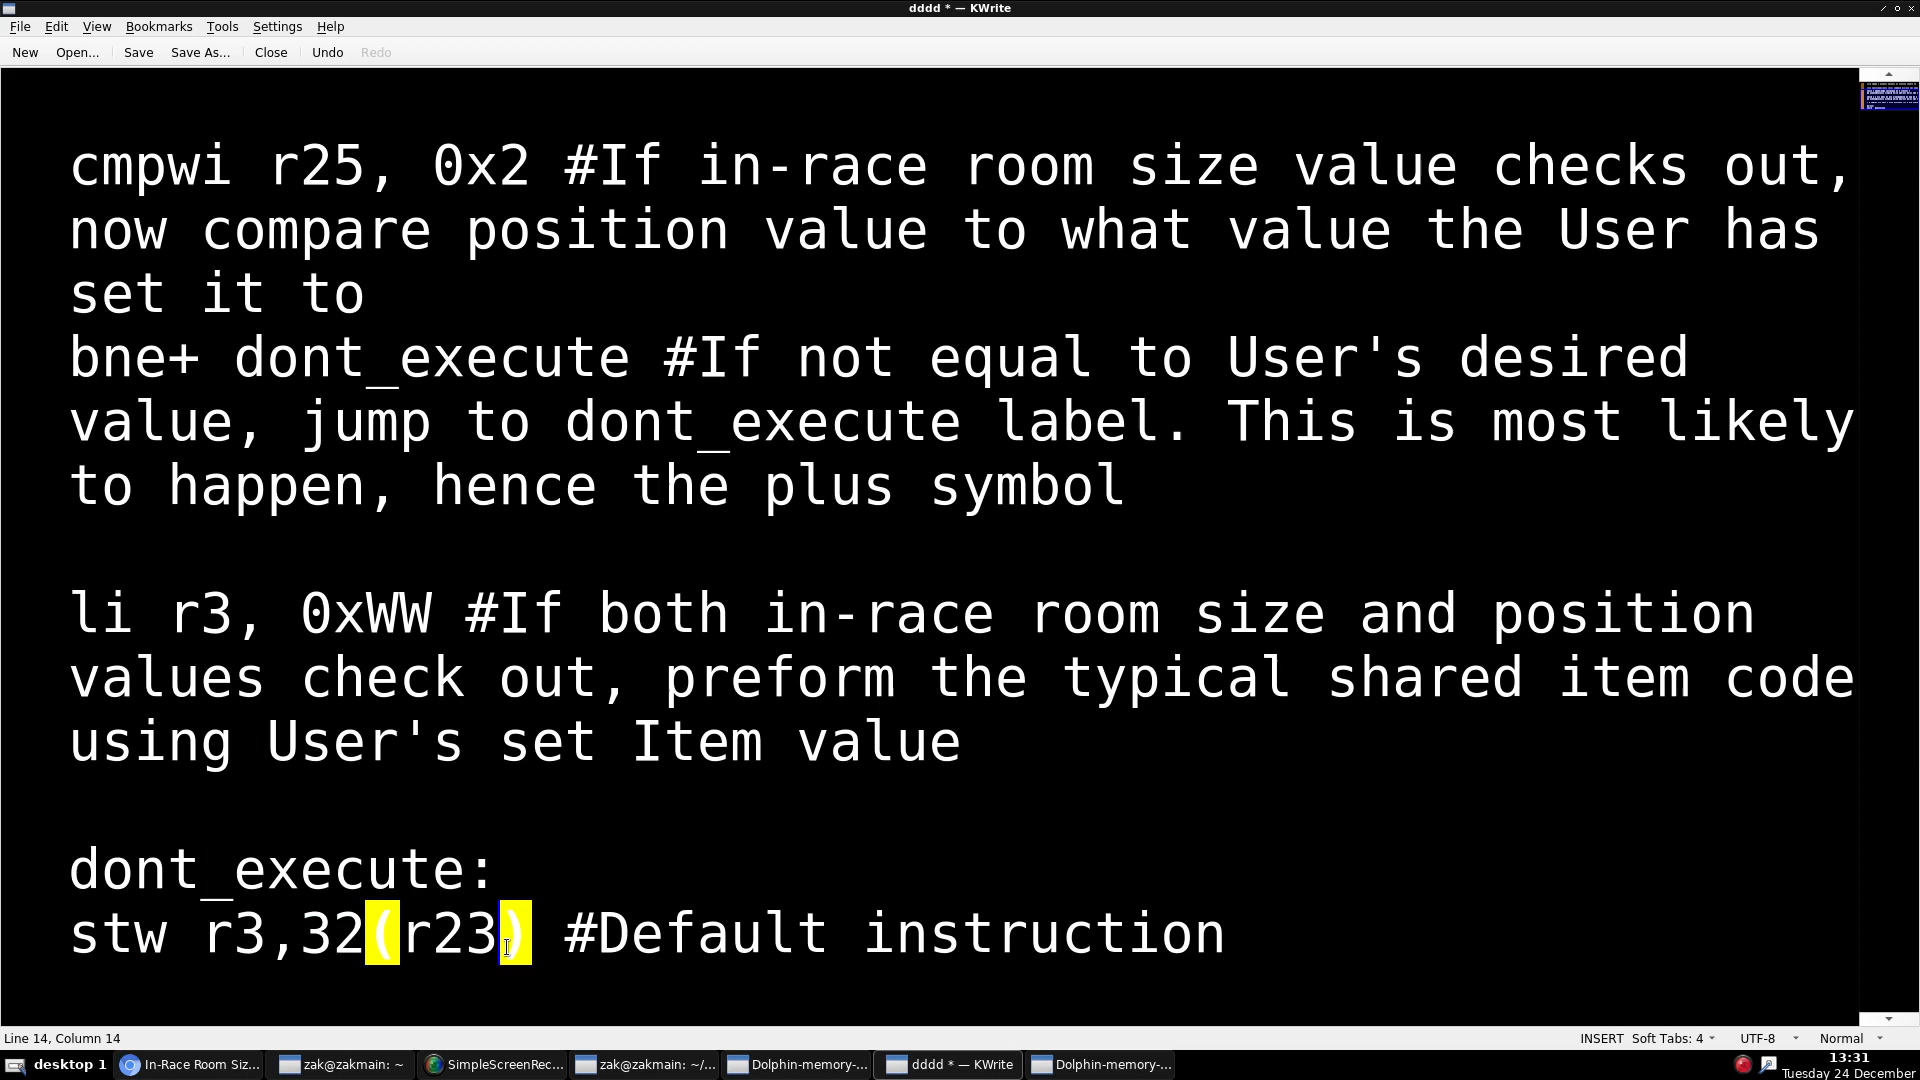 dddd * — KWrite
File Edit View Bookmarks Tools Settings Help
New Open... Save Save As... Close Undo Redo
cmpwi r25, 0x2 #If in-race room size value checks out,
now compare position value to what value the User has
set it to
bne+ dont_execute #If not equal to User's desired
value, jump to dont_execute label. This is most likely
to happen, hence the plus symbol
li r3, 0xWW #If both in-race room size and position
values check out, preform the typical shared item code
using User's set Item value
dont_execute:
stw r3,32(r23) #Default instruction
Line 14, Column 14 INSERT Soft Tabs: 4 UTF-8 Normal
desktop 1 In-Race Room Siz... zak@zakmain: ~ SimpleScreenRec... zak@zakmain: ~/... Dolphin-memory-... dddd * — KWrite Dolphin-memory-... 13:31
Tuesday 24 December